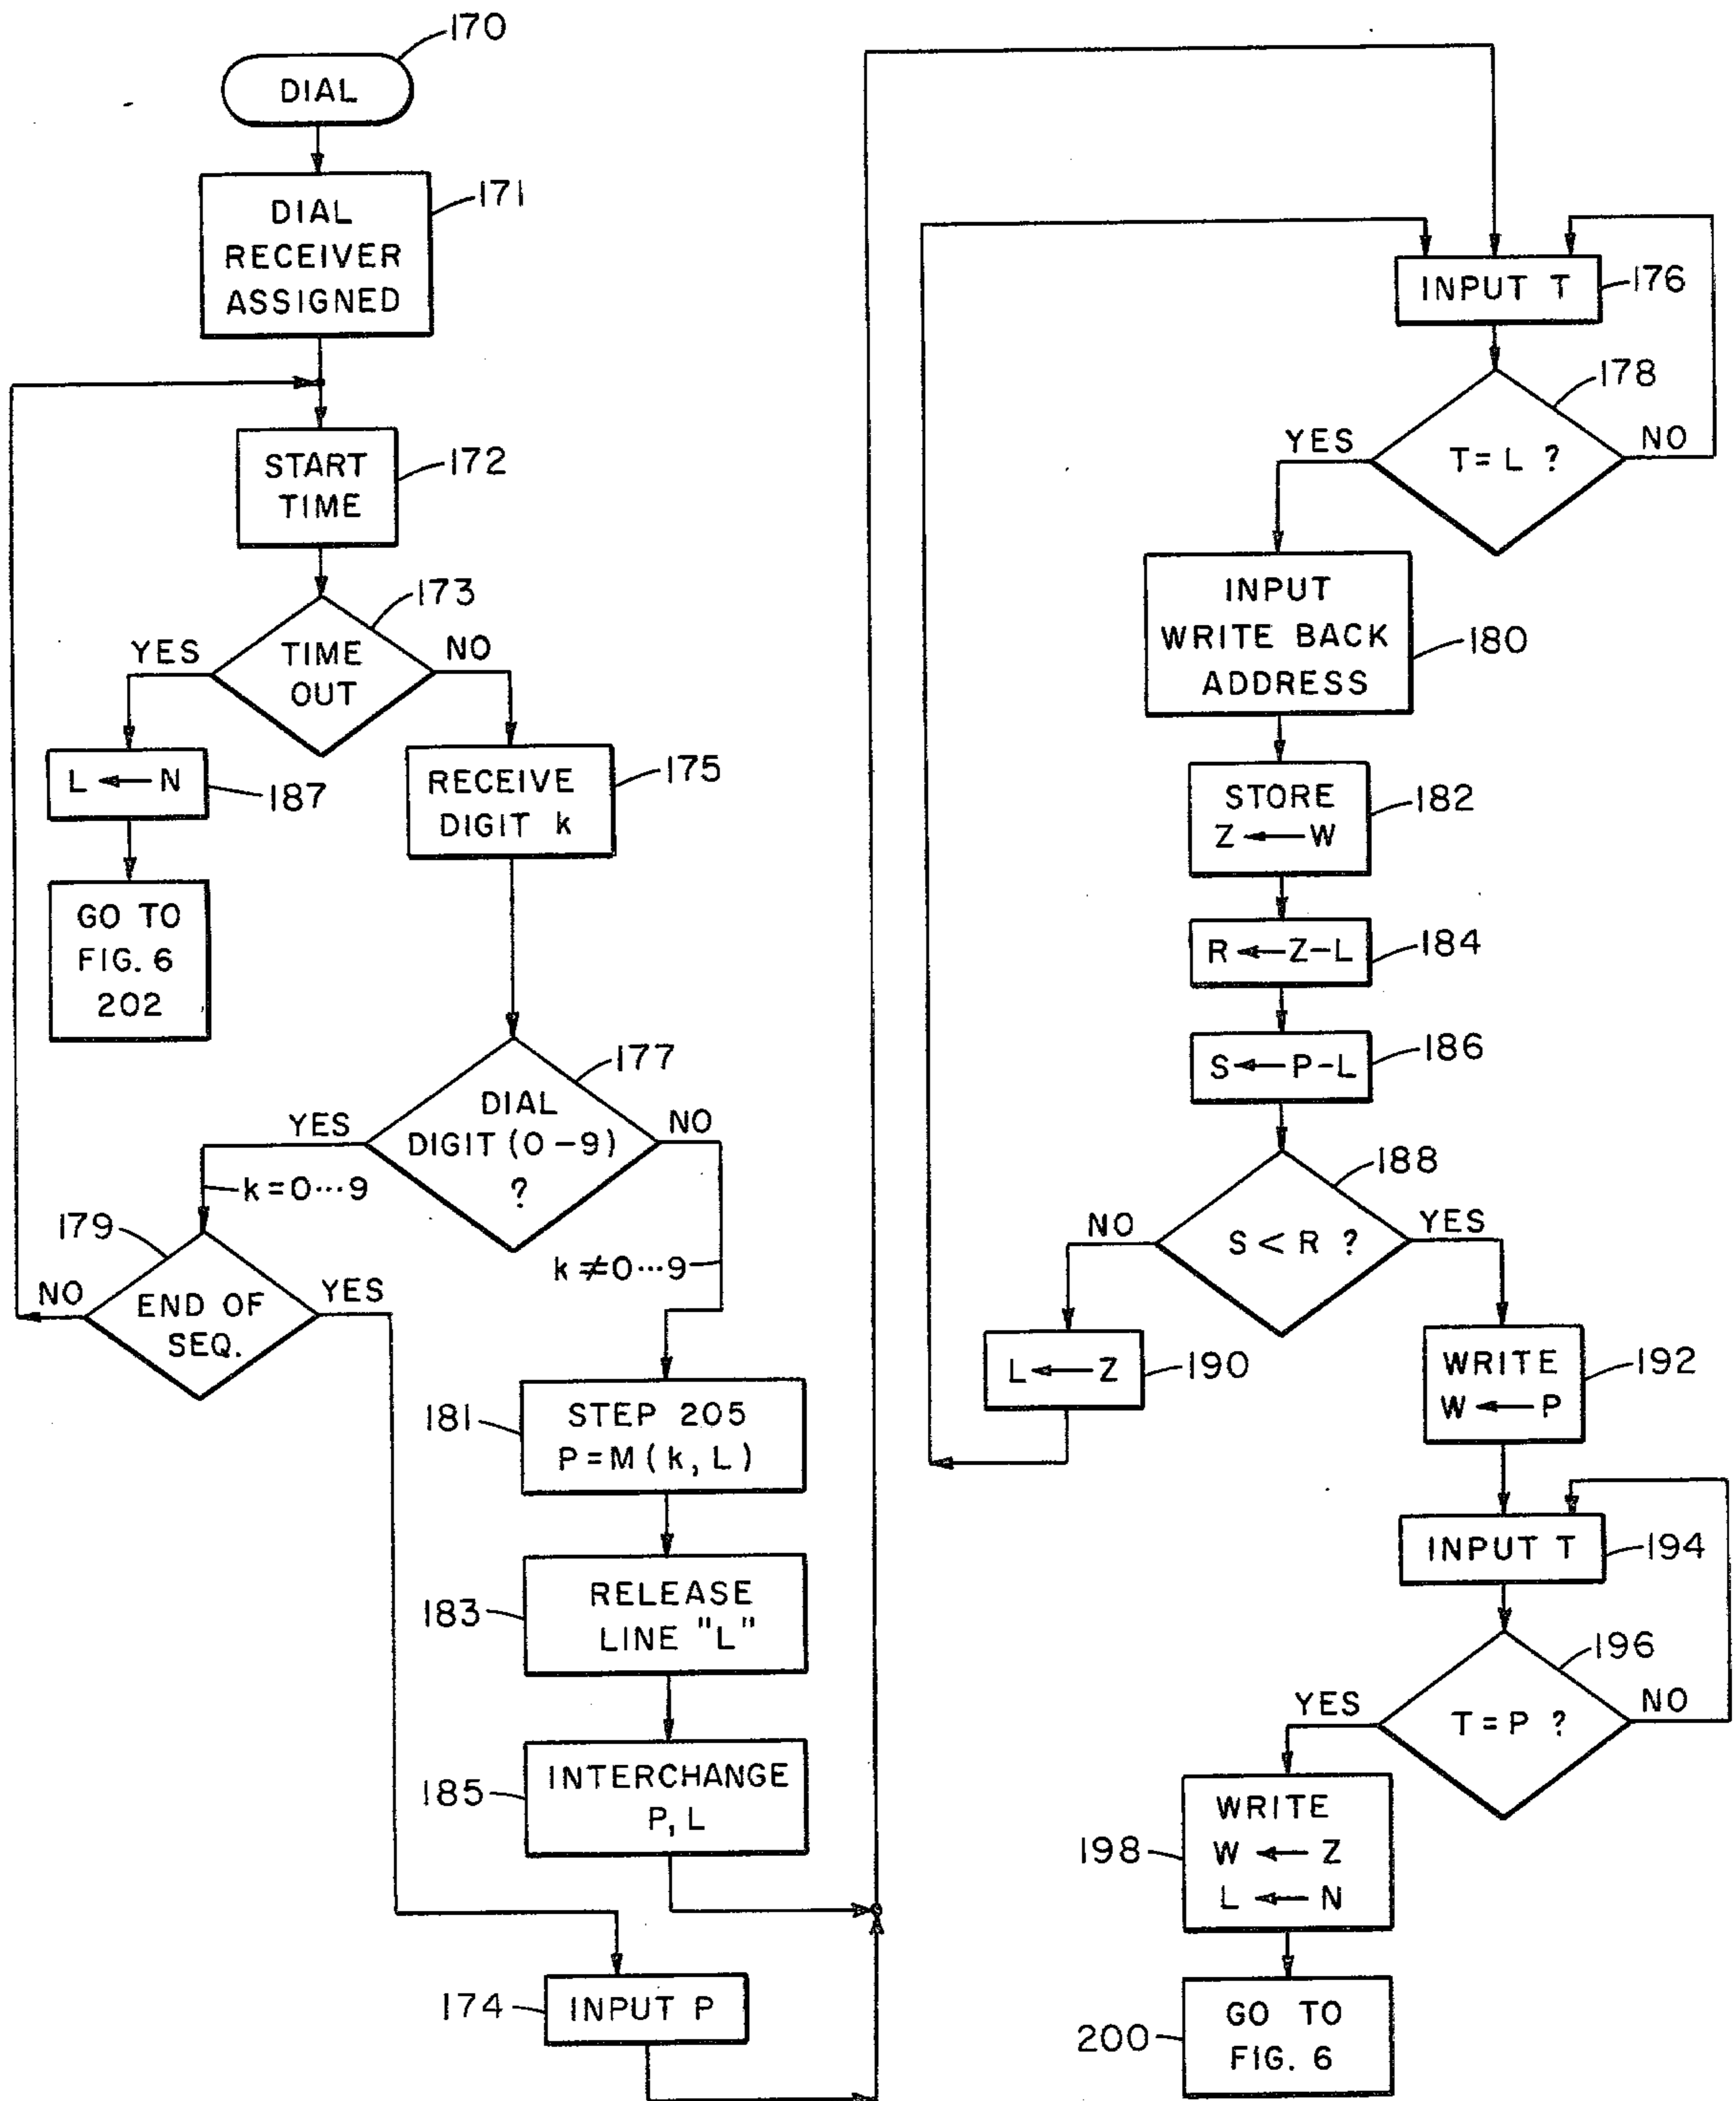 170
DIAL
DIAL
RECEIVER
ASSIGNED
171
START
TIME
172
173
TIME
OUT
YES
NO
L ← N
187
GO TO
FIG. 6
202
RECEIVE
DIGIT k
175
177
DIAL
DIGIT (0-9)
?
YES
NO
k = 0···9
k ≠ 0···9
179
END OF
SEQ.
NO
YES
181
STEP 205
P = M ( k, L )
183
RELEASE
LINE "L"
185
INTERCHANGE
P, L
174
INPUT P
INPUT T
176
178
T = L ?
YES
NO
INPUT
WRITE BACK
ADDRESS
180
STORE
Z ← W
182
R ← Z-L
184
S ← P-L
186
188
S < R ?
NO
YES
L ← Z
190
WRITE
W ← P
192
INPUT T
194
196
T = P ?
YES
NO
198
WRITE
W ← Z
L ← N
200
GO TO
FIG. 6